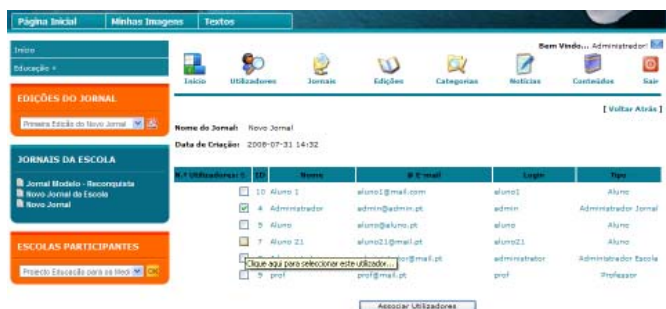 Página Inicial
Minhas Imagens
Textos
Bem Vindo... Administrador!
Início
Educação
Início
Utilizadores
Jornais
Edições
Categorias
Notícias
Conteúdos
Sair
EDIÇÕES DO JORNAL
Primeira Edição do Novo Jornal
[ Voltar Atrás ]
Nome do Jornal: Novo Jornal
Data de Criação: 2008-07-31 14:32
JORNAIS DA ESCOLA
Jornal Modelo - Reconquista
Novo Jornal da Escola
Novo Jornal
N.º Utilizadores: ID Nome @ E-mail Login Tipo
10 Aluno 1 aluno1@mail.com aluno1 Aluno
4 Administrador admin@admin.pt admin Administrador Jornal
5 Aluno aluno@aluno.pt aluno Aluno
7 Aluno 21 aluno21@mail.pt aluno21 Aluno
Clique aqui para seleccionar este utilizador...
@mail.pt administrator Administrador Escola
9 prof prof@mail.pt prof Professor
ESCOLAS PARTICIPANTES
Projecto Educação para os Medi OK
Associar Utilizadores